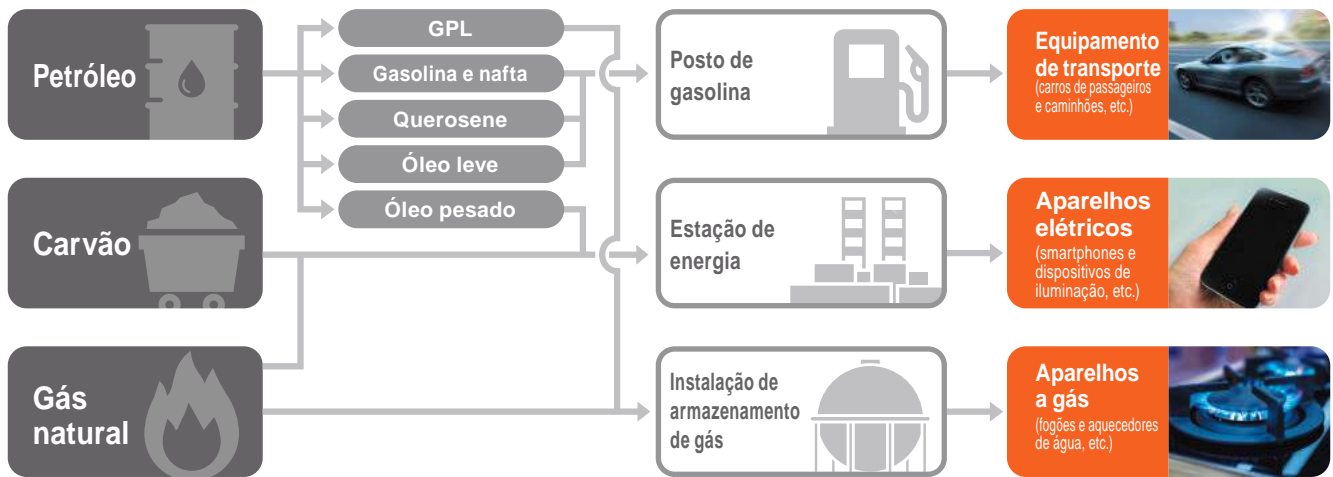 Petróleo
Carvão
Gás
natural
GPL
Gasolina e nafta
Querosene
Óleo leve
Óleo pesado
Posto de
gasolina
Estação de
energia
Instalação de
armazenamento
de gás
Equipamento
de transporte
(carros de passageiros
e caminhões, etc.)
Aparelhos
elétricos
(smartphones e
dispositivos de
iluminação, etc.)
Aparelhos
a gás
(fogões e aquecedores
de água, etc.)